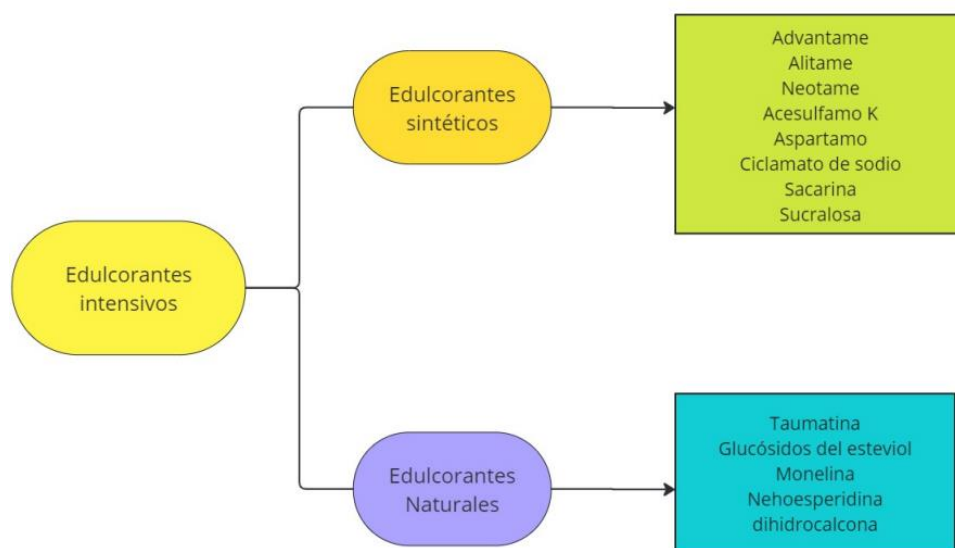 Edulcorantes
intensivos
Edulcorantes
sintéticos
Advantame
Alitame
Neotame
Acesulfamo K
Aspartamo
Ciclamato de sodio
Sacarina
Sucralosa
Edulcorantes
Naturales
Taumatina
Glucósidos del esteviol
Monelina
Nehoesperidina
dihidrocalcona